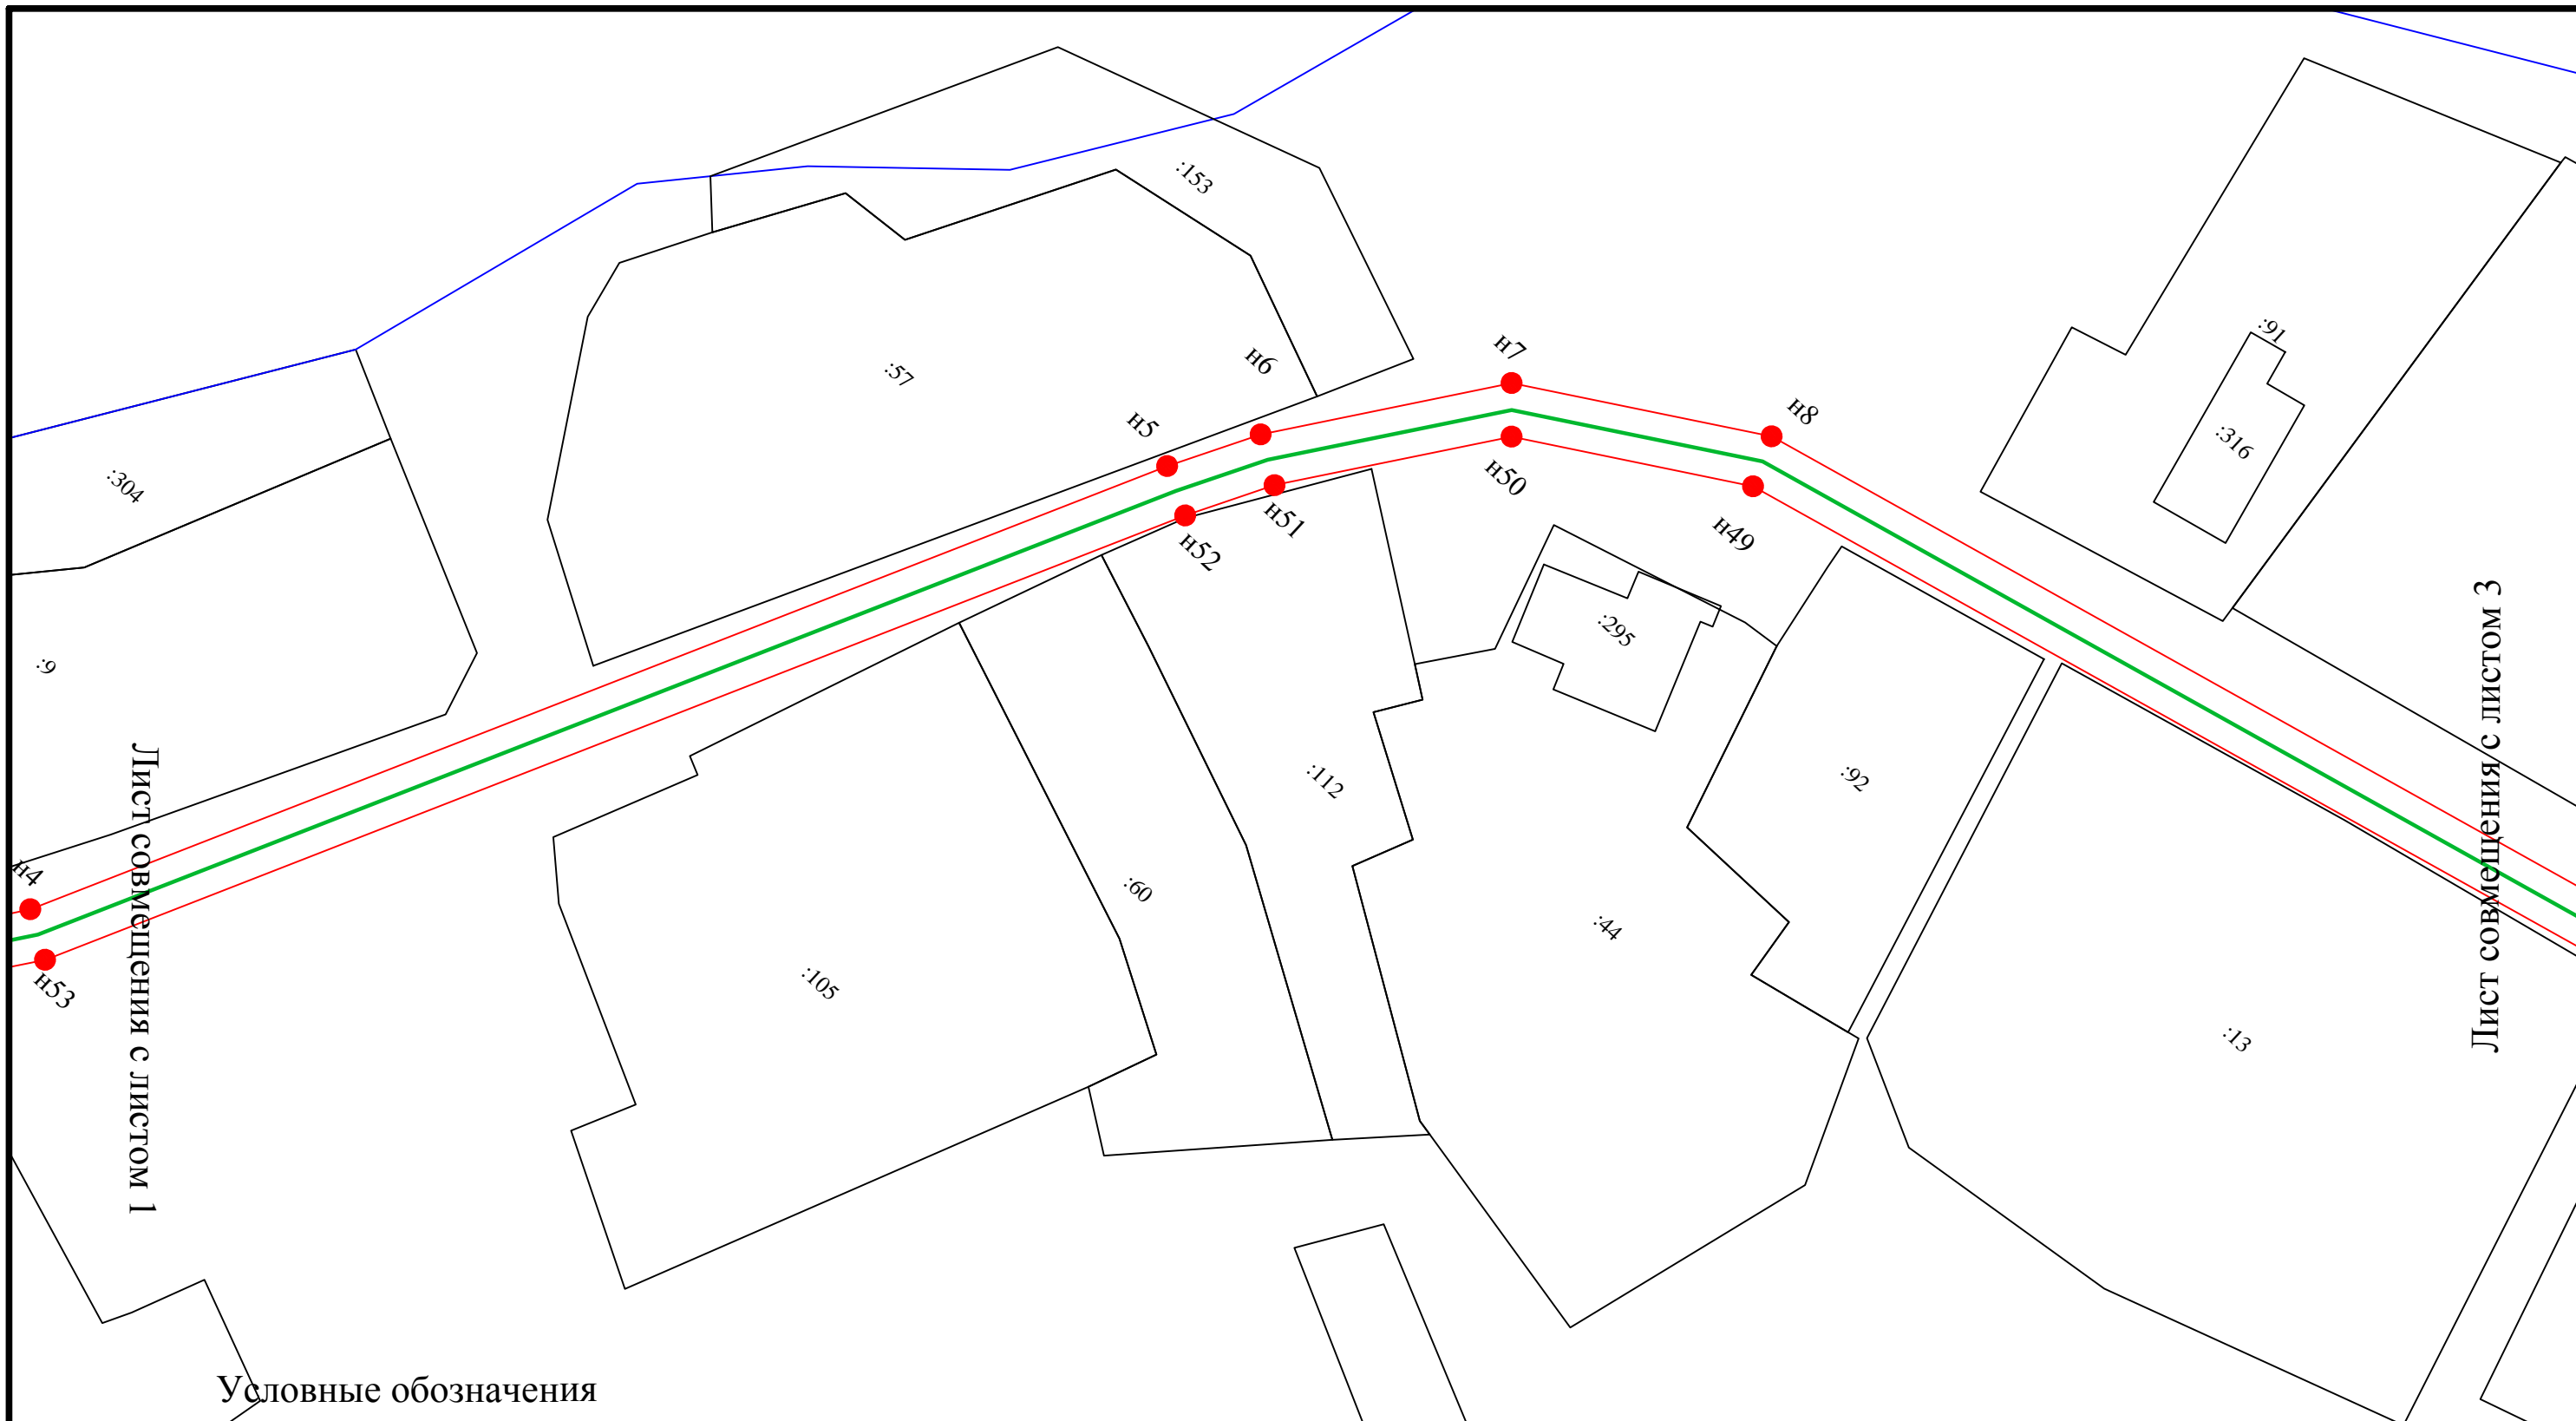 :153
:91
н7
н6
:57
н8
н5
:316
:304
н50
н51
н49
н52
:295
:9
:112
:92
Лист совмещения с листом 3
н4
:60
:44
:105
н53
Лист совмещения с листом 1
:13
Условные обозначения